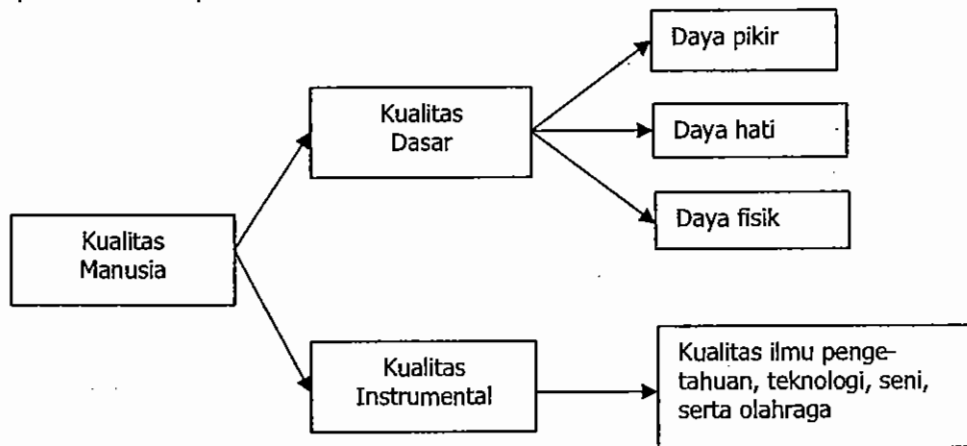 Daya pikir
Kualitas
Dasar
Daya hati
Daya fisik
Kualitas
Manusia
Kualitas
Instrumental
Kualitas ilmu penge-
tahuan, teknologi, seni,
serta olahraga